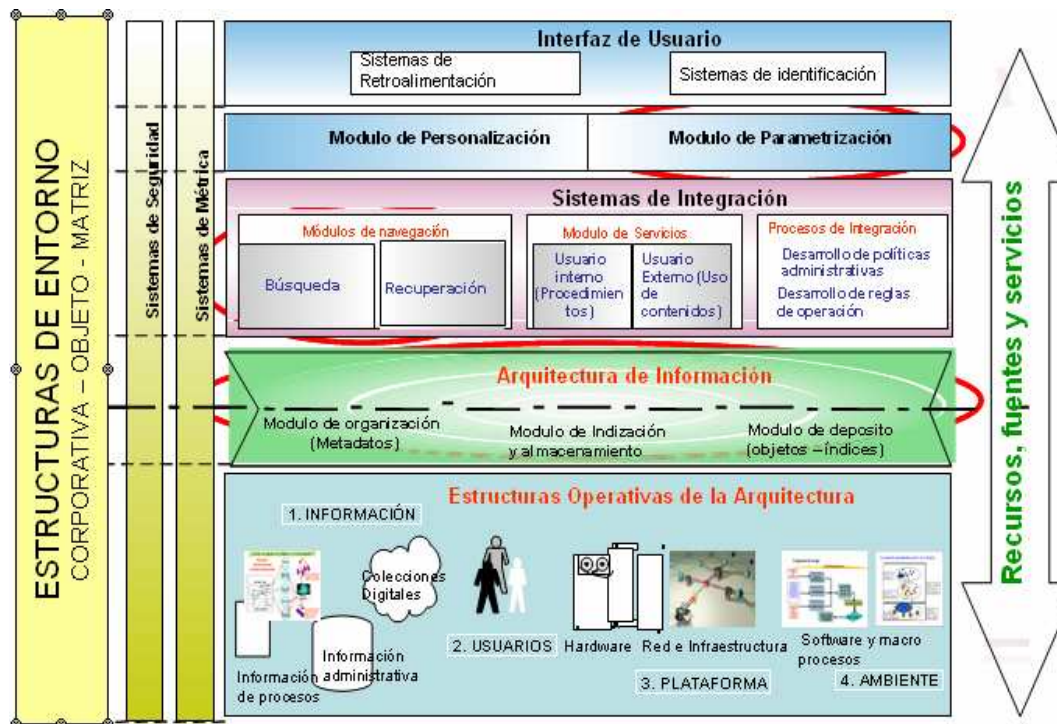 ESTRUCTURAS DE ENTORNO
CORPORATIVA – OBJETO - MATRIZ
Sistemas de Seguridad
Sistemas de Métrica
Interfaz de Usuario
Sistemas de
Retroalimentación
Sistemas de identificación
Modulo de Personalización
Modulo de Parametrización
Sistemas de Integración
Módulos de navegación
Búsqueda
Recuperación
Modulo de Servicios
Usuario
interno
(Procedimien
tos)
Usuario
Externo (Uso
de
contenidos)
Procesos de Integración
Desarrollo de políticas
administrativas
Desarrollo de reglas
de operación
Arquitectura de Información
Modulo de organización
(Metadatos)
Modulo de Indización
y almacenamiento
Modulo de deposito
(objetos – índices)
Estructuras Operativas de la Arquitectura
1. INFORMACIÓN
Colecciones
Digitales
Información
administrativa
Información
de procesos
2. USUARIOS
Hardware
Red e Infraestructura
3. PLATAFORMA
Software y macro
procesos
4. AMBIENTE
Recursos, fuentes y servicios